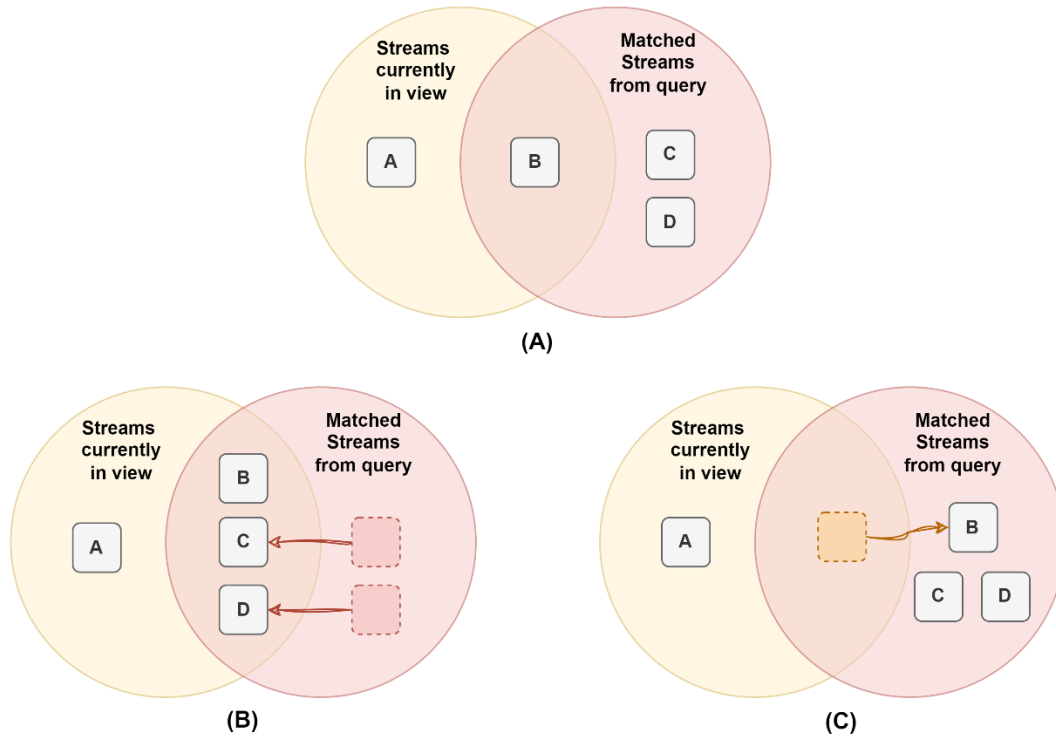 Streams
currently
in view
Matched
Streams
from query
A
B
C
D
(A)
Streams
currently
in view
Matched
Streams
from query
A
B
C
D
(B)
Streams
currently
in view
Matched
Streams
from query
A
B
C
D
(C)